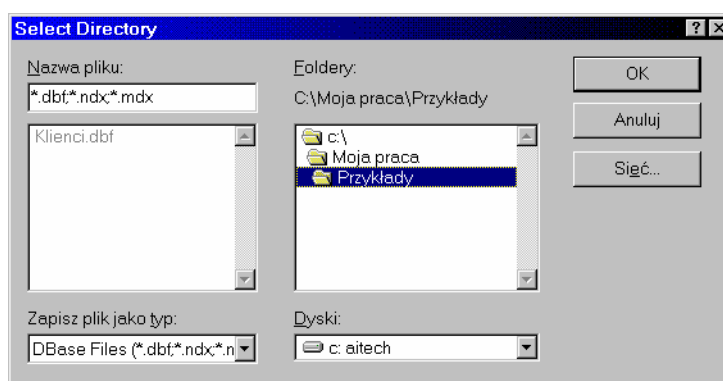 Select Directory
Nazwa pliku:
*.dbf;*.ndx;*.mdx
Klienci.dbf
Zapisz plik jako typ:
DBase Files (*.dbf;*.ndx;*.n
Foldery:
C:\Moja praca\Przykłady
c:\
Moja praca
Przykłady
Dyski:
c: aitech
OK
Anuluj
Sieć...